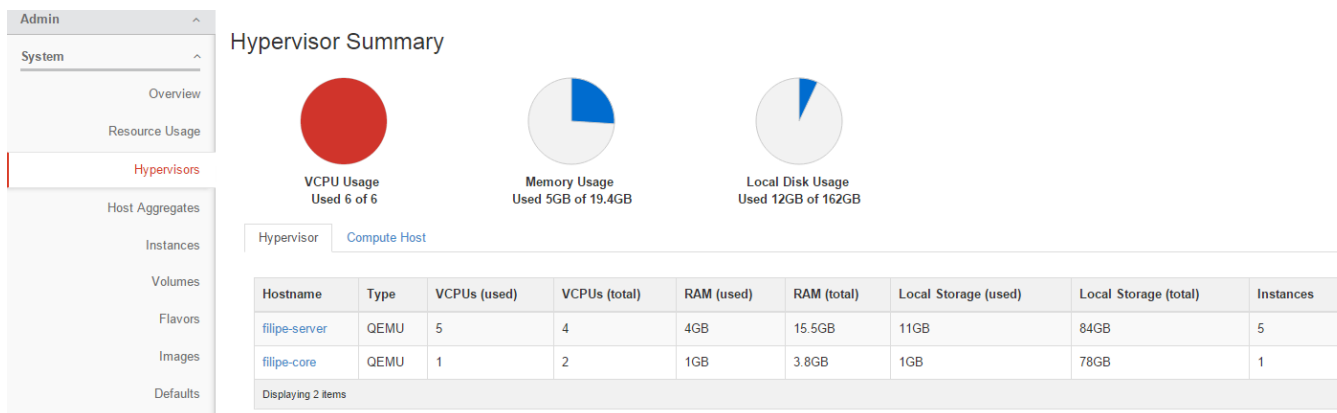 Admin
System
Overview
Resource Usage
Hypervisors
Host Aggregates
Instances
Volumes
Flavors
Images
Defaults
Hypervisor Summary
VCPU Usage
Used 6 of 6
Memory Usage
Used 5GB of 19.4GB
Local Disk Usage
Used 12GB of 162GB
Hypervisor Compute Host
Hostname Type VCPUs (used) VCPUs (total) RAM (used) RAM (total) Local Storage (used) Local Storage (total) Instances
filipe-server QEMU 5 4 4GB 15.5GB 11GB 84GB 5
filipe-core QEMU 1 2 1GB 3.8GB 1GB 78GB 1
Displaying 2 items